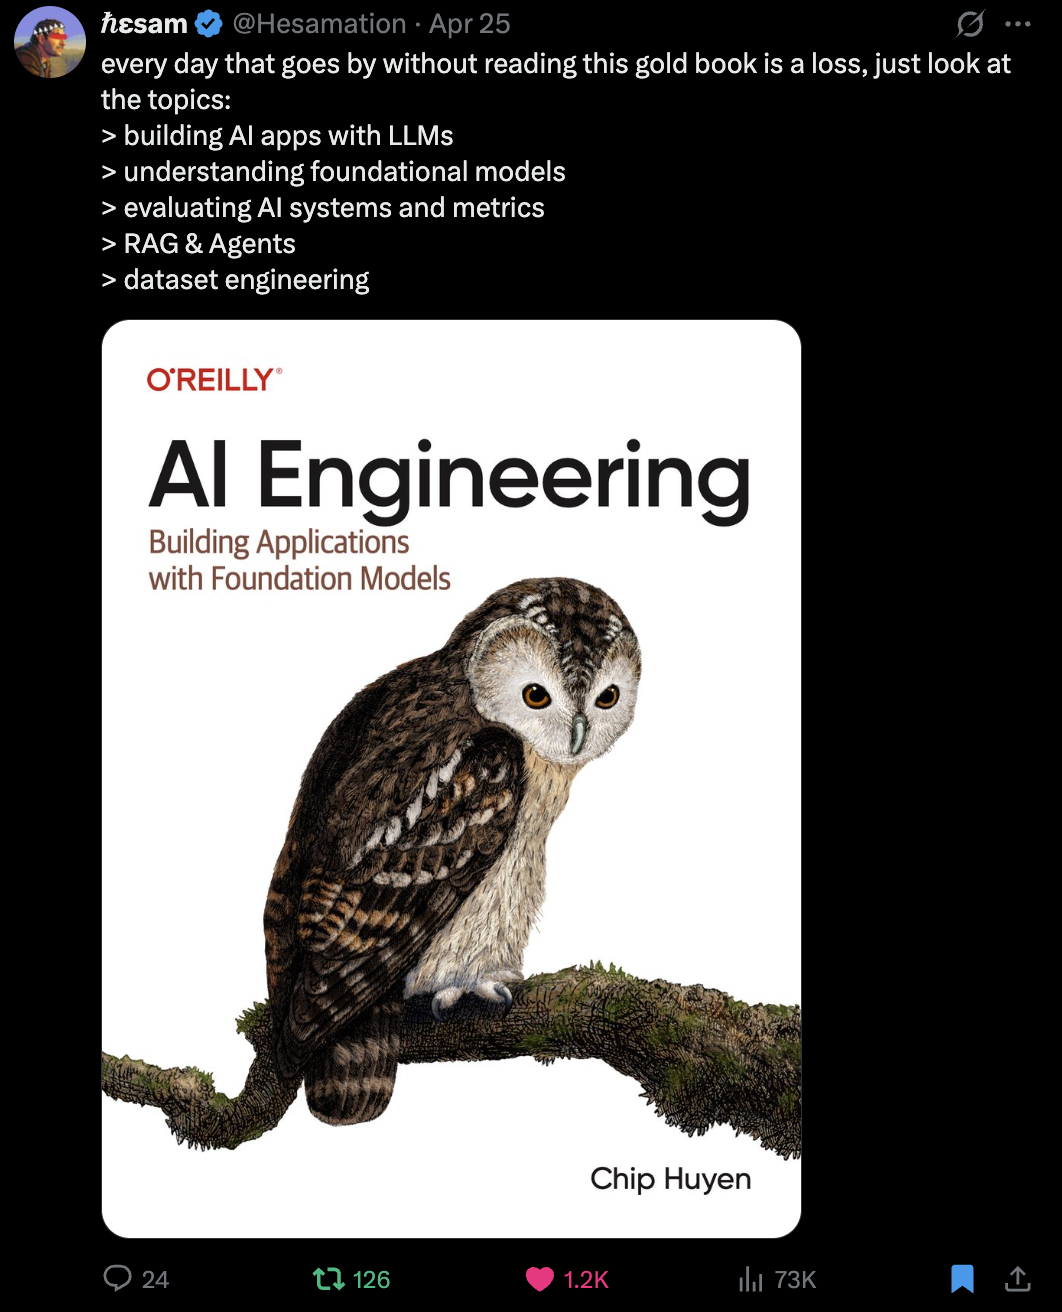 ℏεsam @Hesamation · Apr 25
every day that goes by without reading this gold book is a loss, just look at
the topics:
> building AI apps with LLMs
> understanding foundational models
> evaluating AI systems and metrics
> RAG & Agents
> dataset engineering
O'REILLY®
AI Engineering
Building Applications
with Foundation Models
Chip Huyen
24 126 1.2K 73K